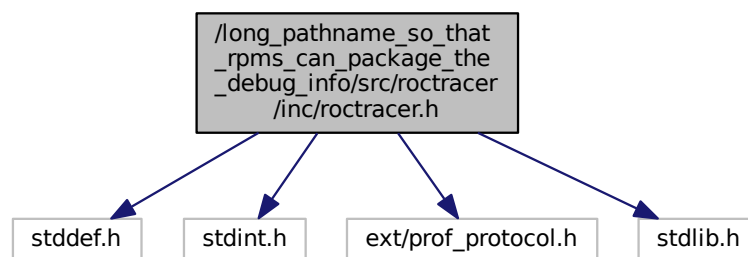 /long_pathname_so_that
_rpms_can_package_the
_debug_info/src/roctracer
/inc/roctracer.h
stddef.h
stdint.h
ext/prof_protocol.h
stdlib.h